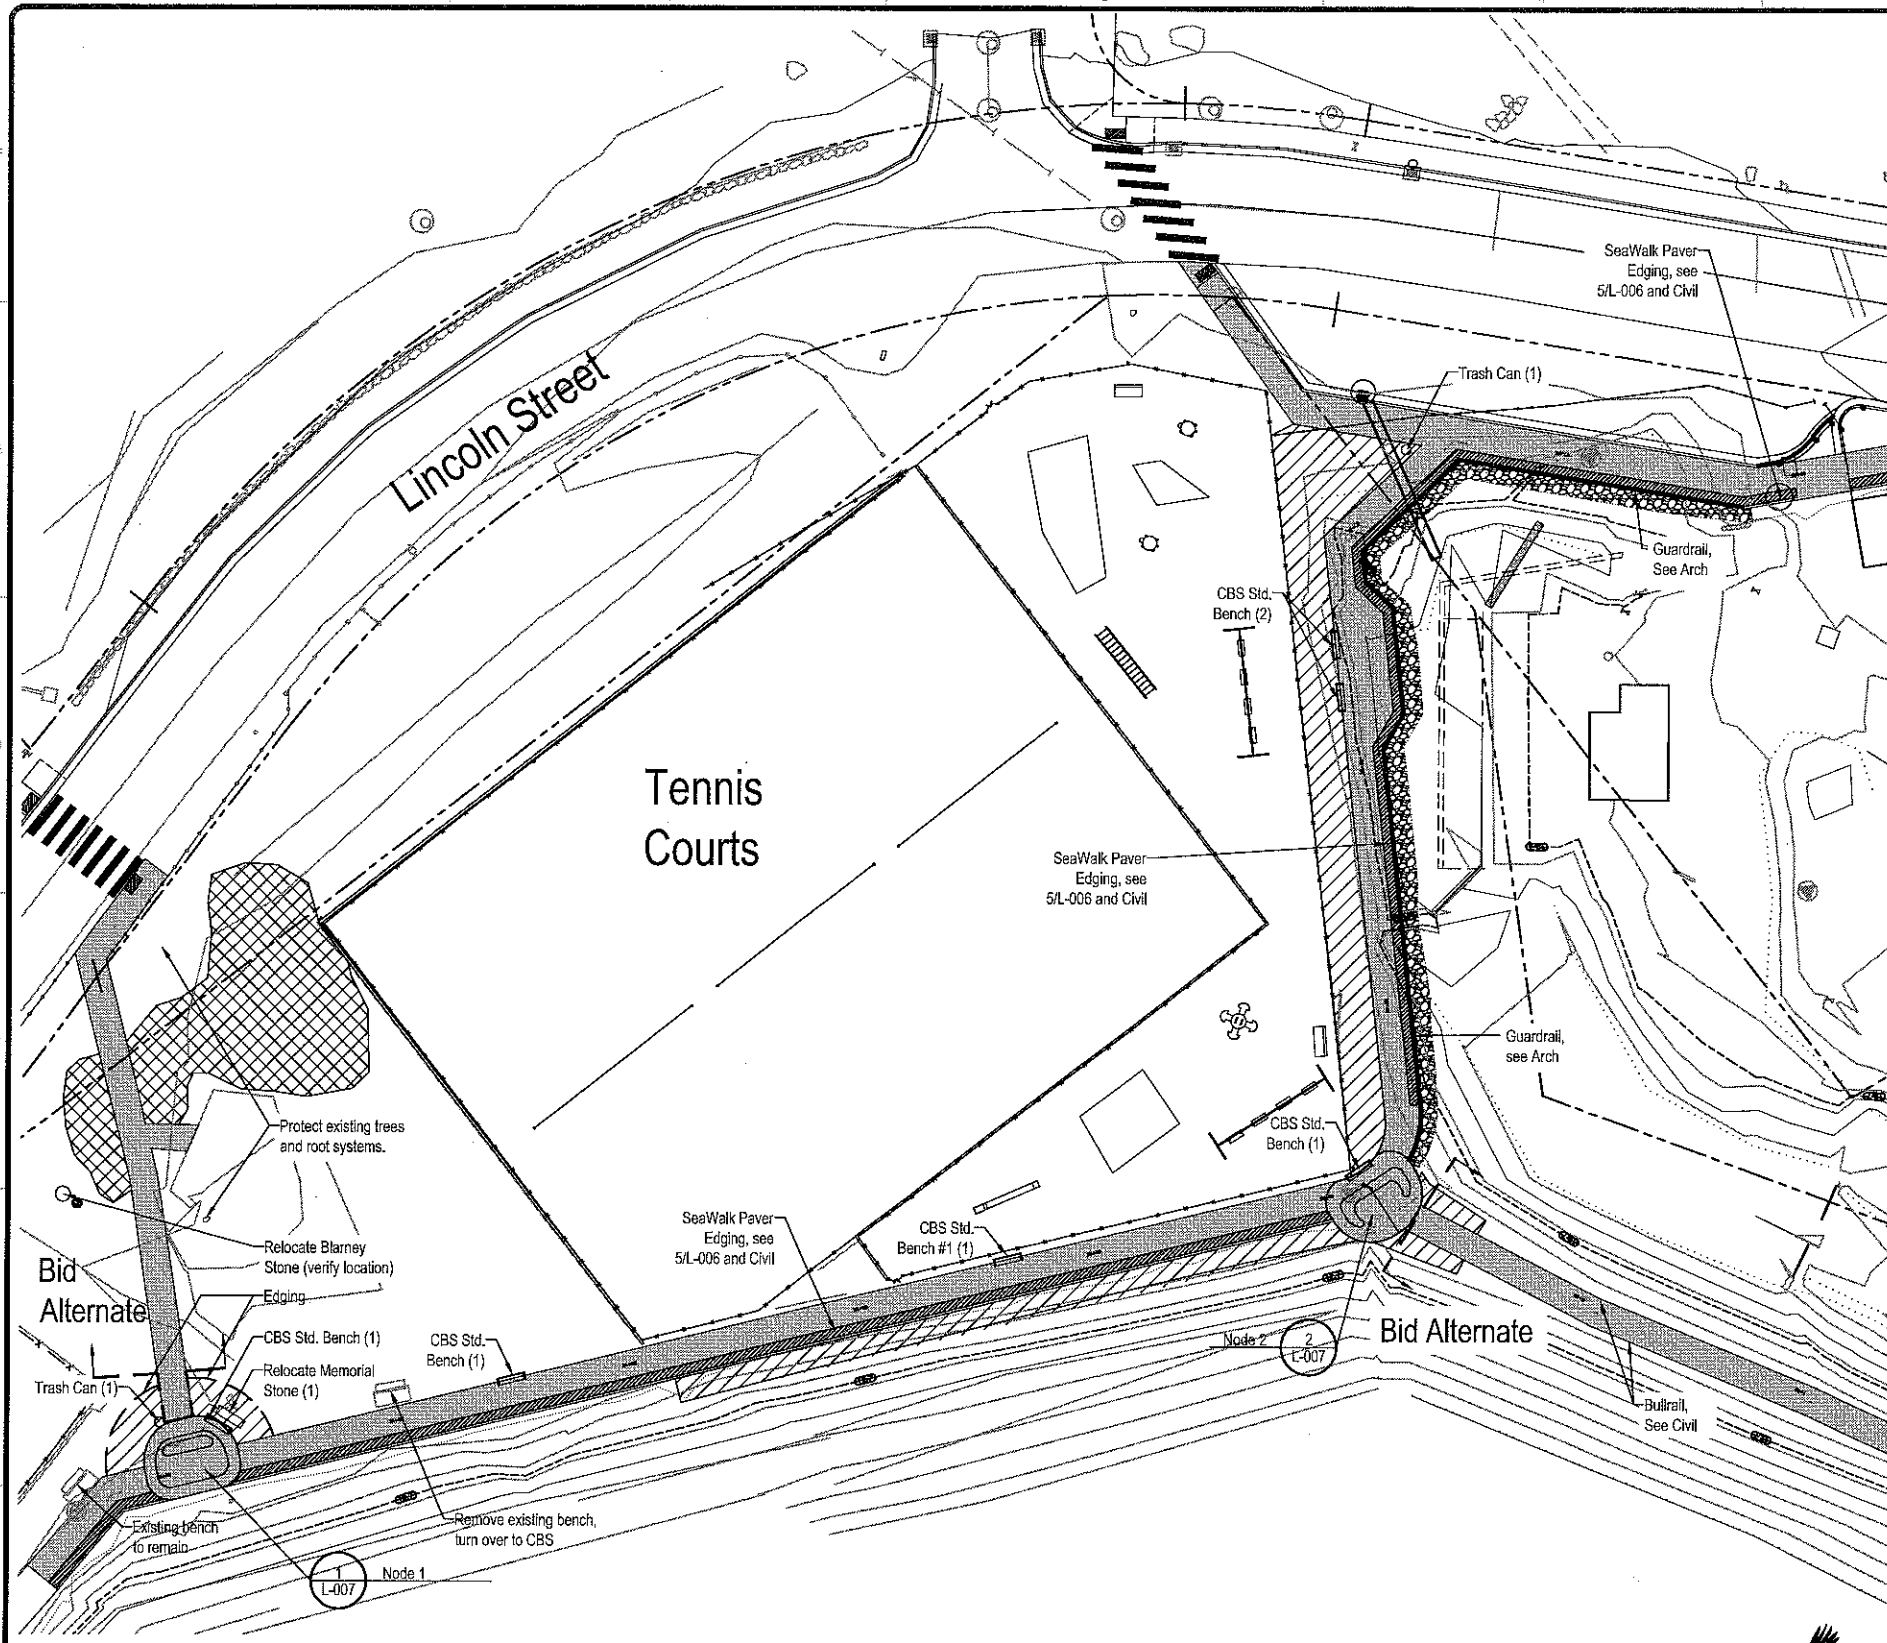 SeaWalk Paver
Edging, see
5/L-006 and Civil
Trash Can (1)
Lincoln Street
Guardrail,
See Arch
CBS Std.
Bench (2)
Tennis
Courts
SeaWalk Paver
Edging, see
5/L-006 and Civil
Guardrail,
see Arch
Protect existing trees
and root systems.
CBS Std.
Bench (1)
SeaWalk Paver
Edging, see
5/L-006 and Civil
CBS Std.
Bench #1 (1)
Relocate Blarney
Stone (verify location)
Bid
Alternate
Edging
CBS Std. Bench (1)
CBS Std.
Bench (1)
Relocate Memorial
Stone (1)
Trash Can (1)
Node 2
2
L-007
Bid Alternate
Bullrail,
See Civil
Existing bench
to remain
Remove existing bench,
turn over to CBS
1
L-007
Node 1